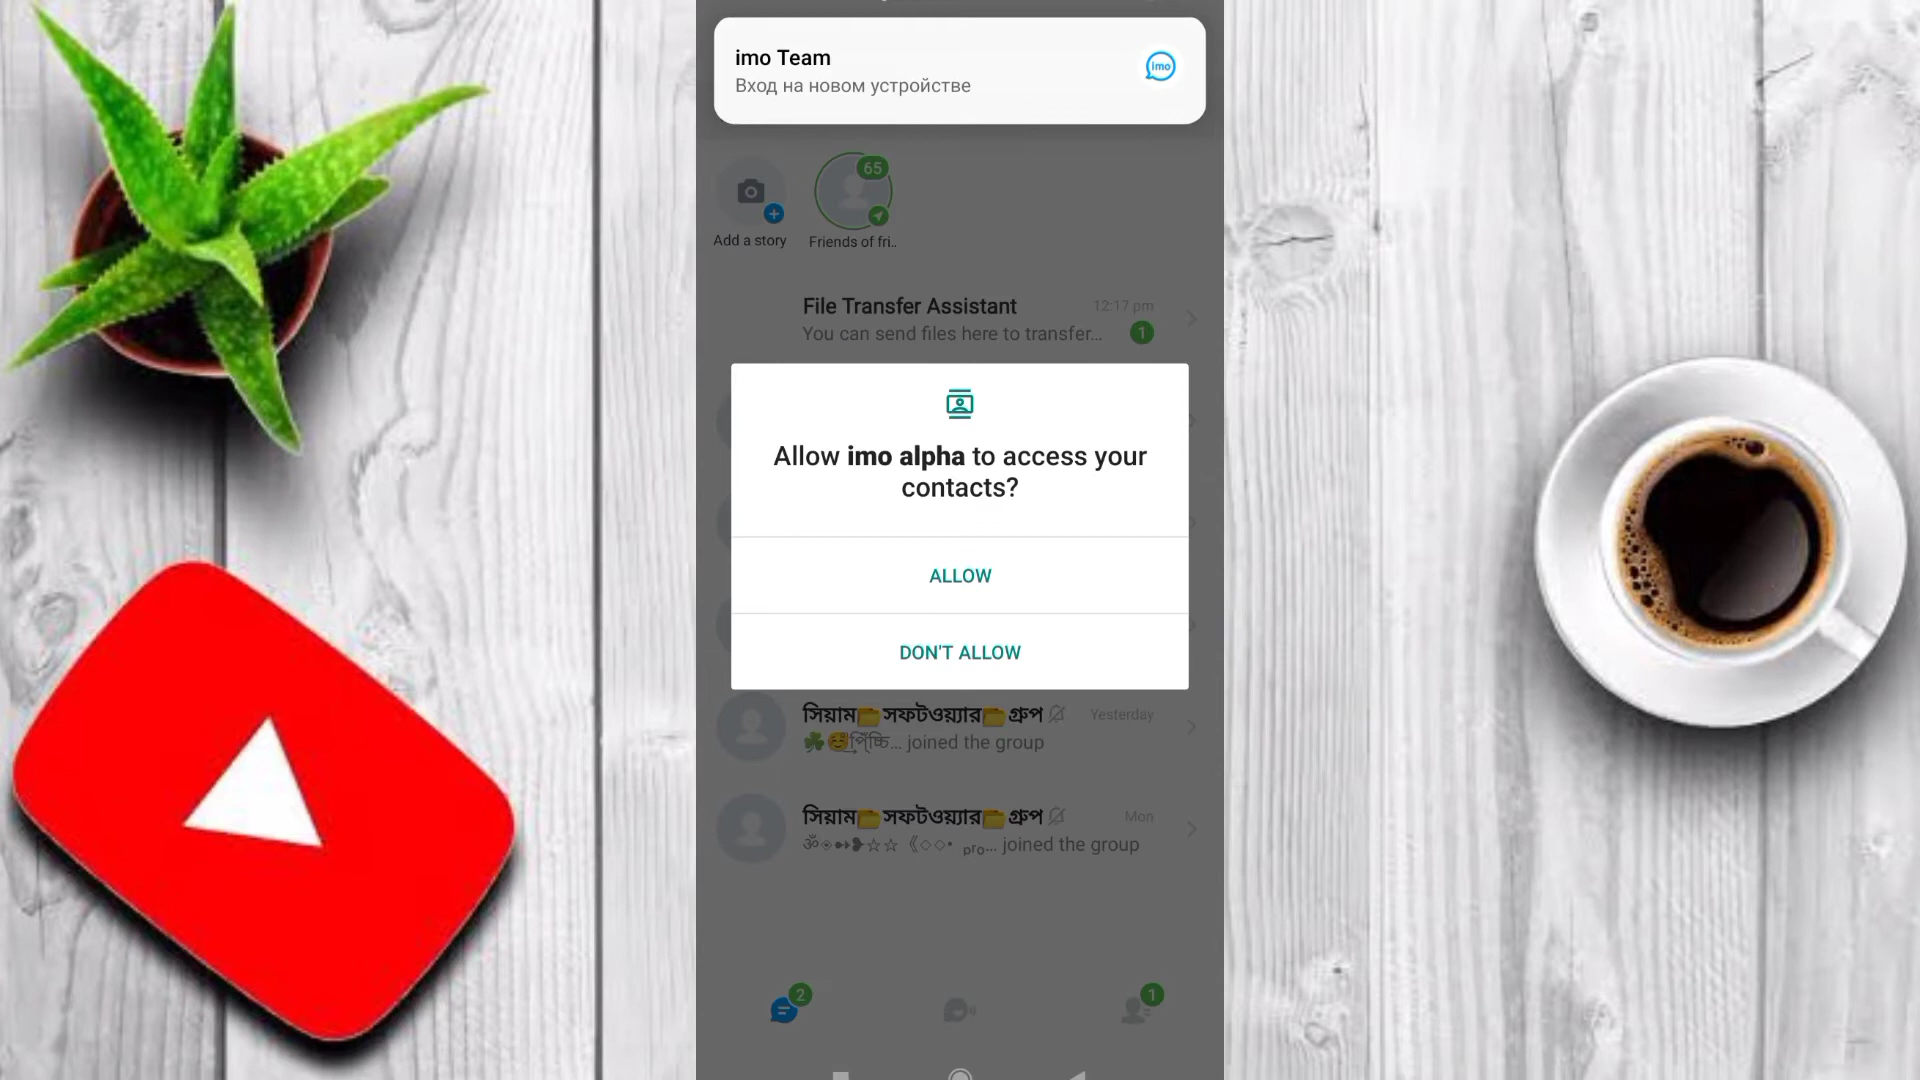 imo Team
Вход на новом устройстве
imo
65
Add a story
Friends of fri..
File Transfer Assistant
12:17 pm
You can send files here to transfer...
1
Allow imo alpha to access your
contacts?
ALLOW
DON'T ALLOW
সিয়াম📁সফটওয়্যার📁গ্রুপ
Yesterday
☘️☺️পিচ্চি... joined the group
সিয়াম📁সফটওয়্যার📁গ্রুপ
Mon
ॐ◈➻❥☆☆《◇◇• ₚᵣₒ... joined the group
2
1